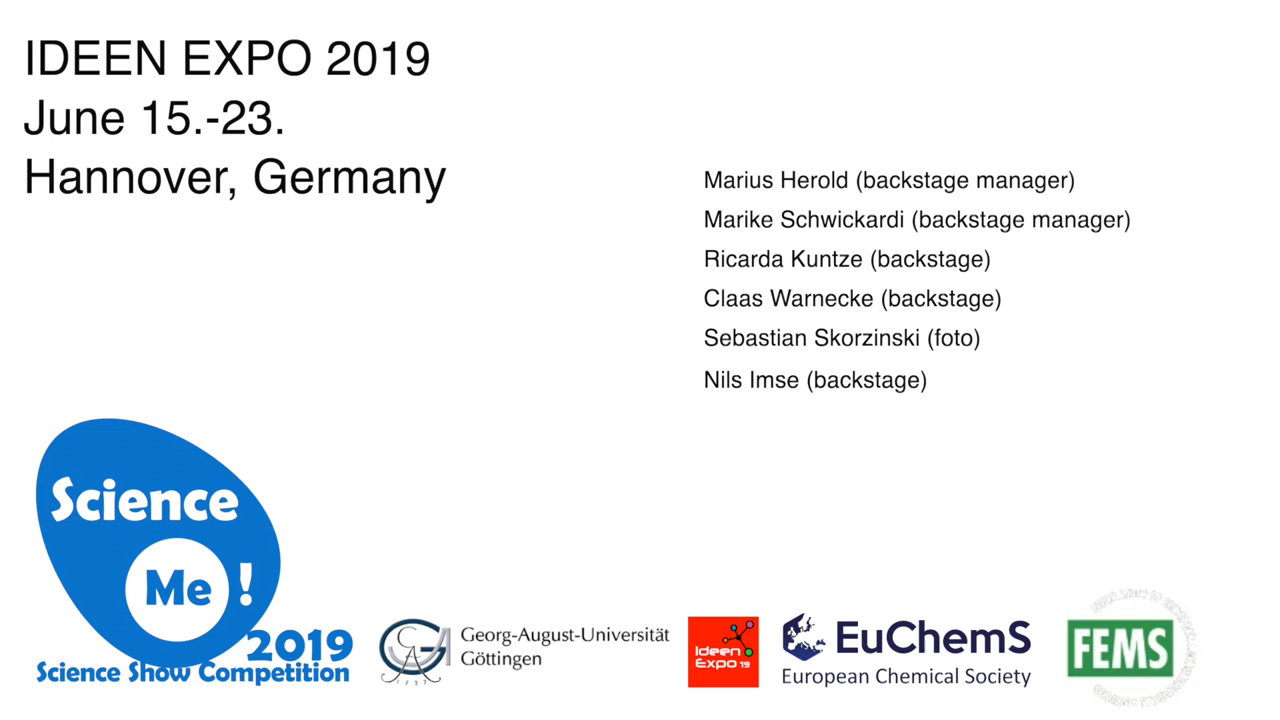 IDEEN EXPO 2019
June 15.-23.
Hannover, Germany
Marius Herold (backstage manager)
Marike Schwickardi (backstage manager)
Ricarda Kuntze (backstage)
Claas Warnecke (backstage)
Sebastian Skorzinski (foto)
Nils Imse (backstage)
Science
Me !
2019
Science Show Competition
Georg-August-Universität
Göttingen
Ideen
Expo 19
EuChemS
European Chemical Society
FEMS